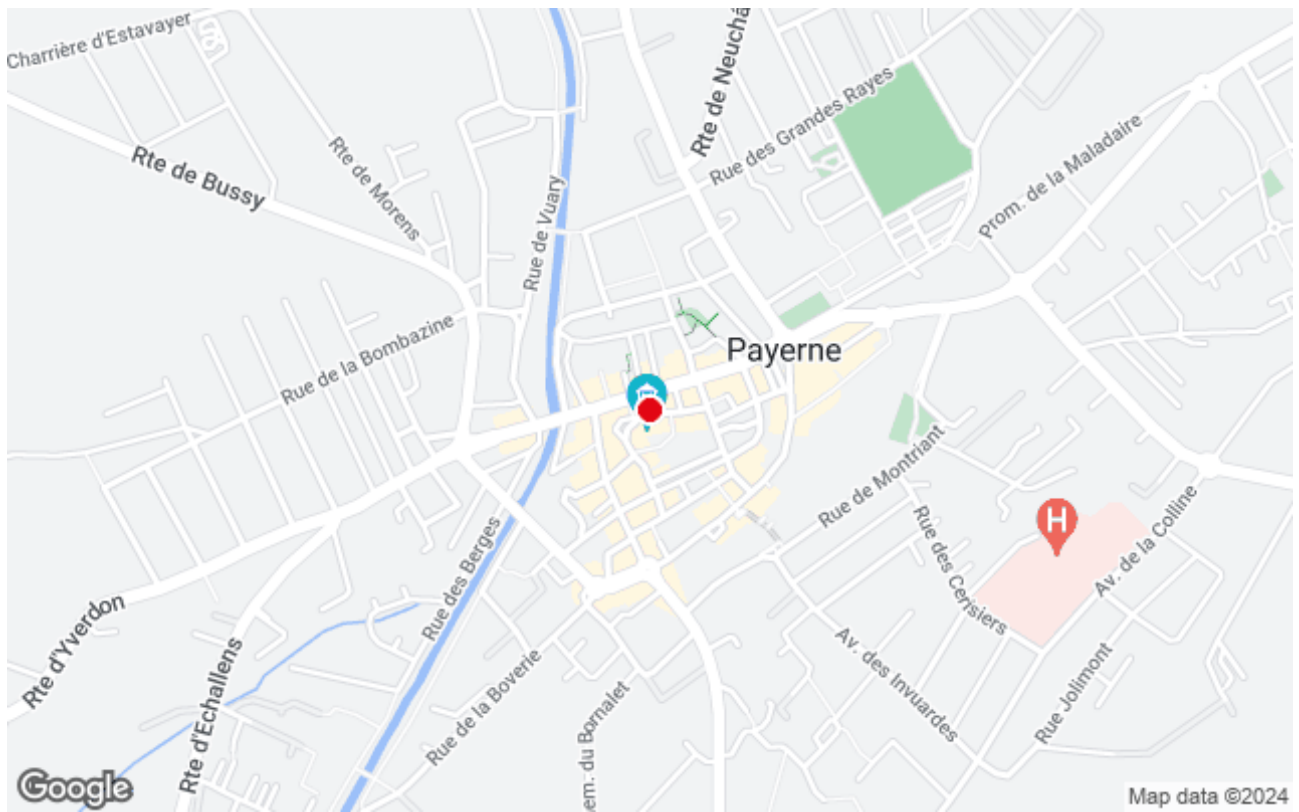 Charrière d'Estavayer
Rte de Neuchâ
Rue des Grandes Rayes
Rte de Bussy
Rte de Morens
Rue de Vuary
Prom. de la Maladaire
Rue de la Bombazine
Payerne
Rue de Montriant
H
Rue des Cerisiers
Av. de la Colline
Rte d'Yverdon
Rue des Berges
Rte d'Echallens
Rue de la Boverie
hem. du Bornalet
Av. des Invuardes
Rue Jolimont
Google
Map data ©2024